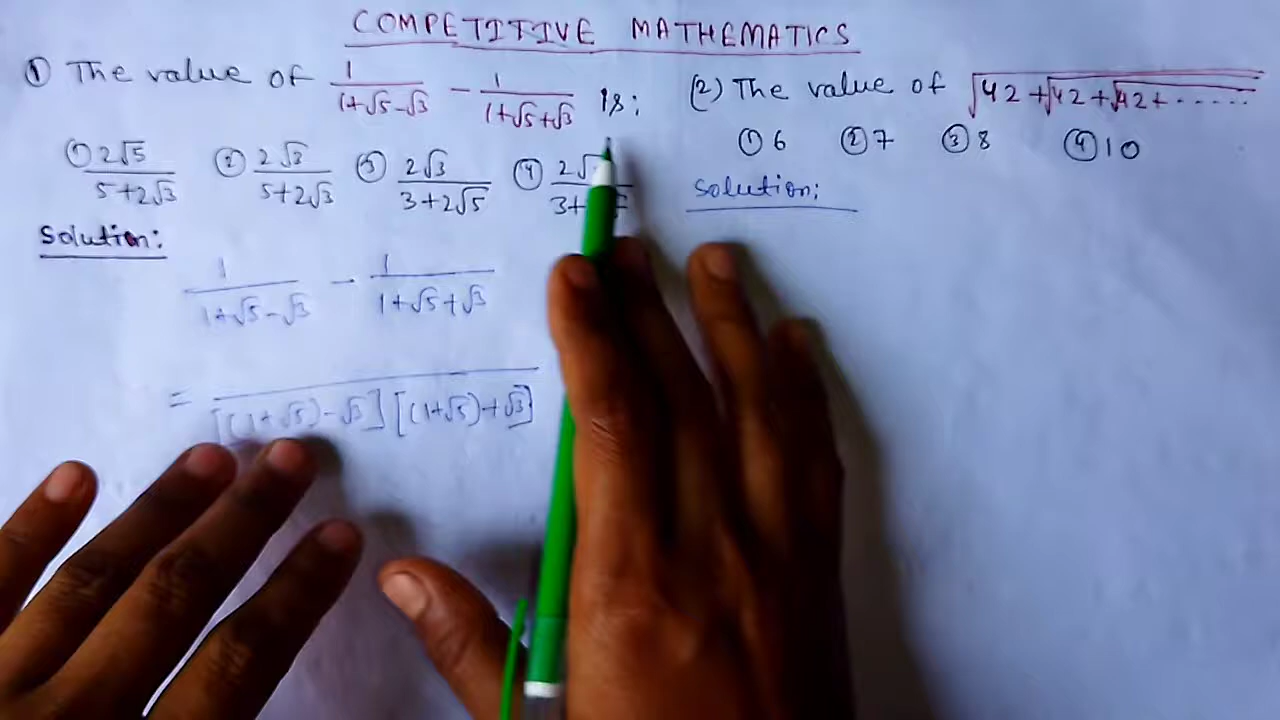 COMPETITIVE MATHEMATICS
① The value of 1/(1+√5-√3) - 1/(1+√5+√3) is:
① 2√5/(5+2√3) ② 2√3/(5+2√3) ③ 2√3/(3+2√5) ④
Solution:
1/(1+√5-√3) - 1/(1+√5+√3)
= [(1+√5)-√3][(1+√5)+√3]
(2) The value of √42+√42+√42+......
① 6 ② 7 ③ 8 ④ 10
Solution: